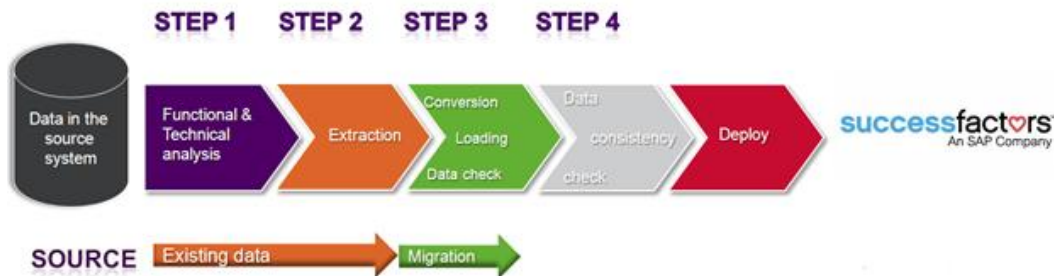 STEP 1 STEP 2 STEP 3 STEP 4
Data in the
source
system
Functional &
Technical
analysis
Extraction
Conversion
Loading
Data check
Data
consistency
check
Deploy
successfactors
An SAP Company
SOURCE
Existing data
Migration